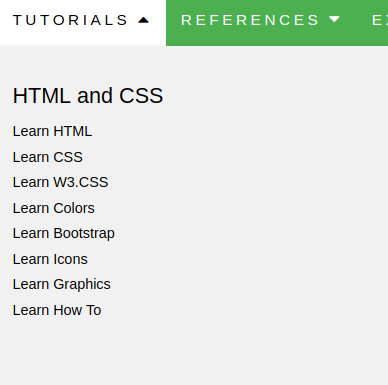 TUTORIALS REFERENCES
HTML and CSS
Learn HTML
Learn CSS
Learn W3.CSS
Learn Colors
Learn Bootstrap
Learn Icons
Learn Graphics
Learn How To